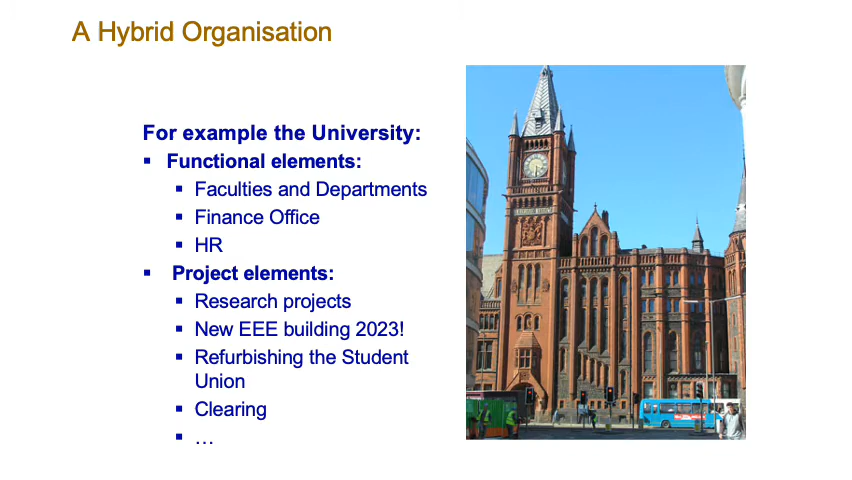 A Hybrid Organisation
For example the University:
▪ Functional elements:
▪ Faculties and Departments
▪ Finance Office
▪ HR
▪ Project elements:
▪ Research projects
▪ New EEE building 2023!
▪ Refurbishing the Student
Union
▪ Clearing
▪ …